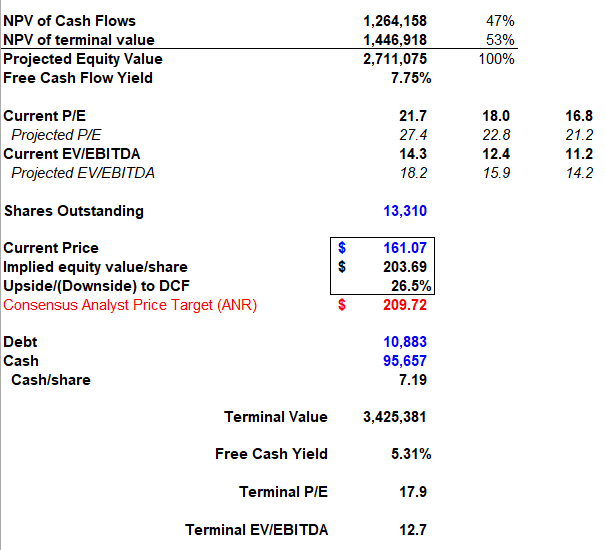 NPV of Cash Flows 1,264,158 47%
NPV of terminal value 1,446,918 53%
Projected Equity Value 2,711,075 100%
Free Cash Flow Yield 7.75%
Current P/E 21.7 18.0 16.8
Projected P/E 27.4 22.8 21.2
Current EV/EBITDA 14.3 12.4 11.2
Projected EV/EBITDA 18.2 15.9 14.2
Shares Outstanding 13,310
Current Price $ 161.07
Implied equity value/share $ 203.69
Upside/(Downside) to DCF 26.5%
Consensus Analyst Price Target (ANR) $ 209.72
Debt 10,883
Cash 95,657
Cash/share 7.19
Terminal Value 3,425,381
Free Cash Yield 5.31%
Terminal P/E 17.9
Terminal EV/EBITDA 12.7